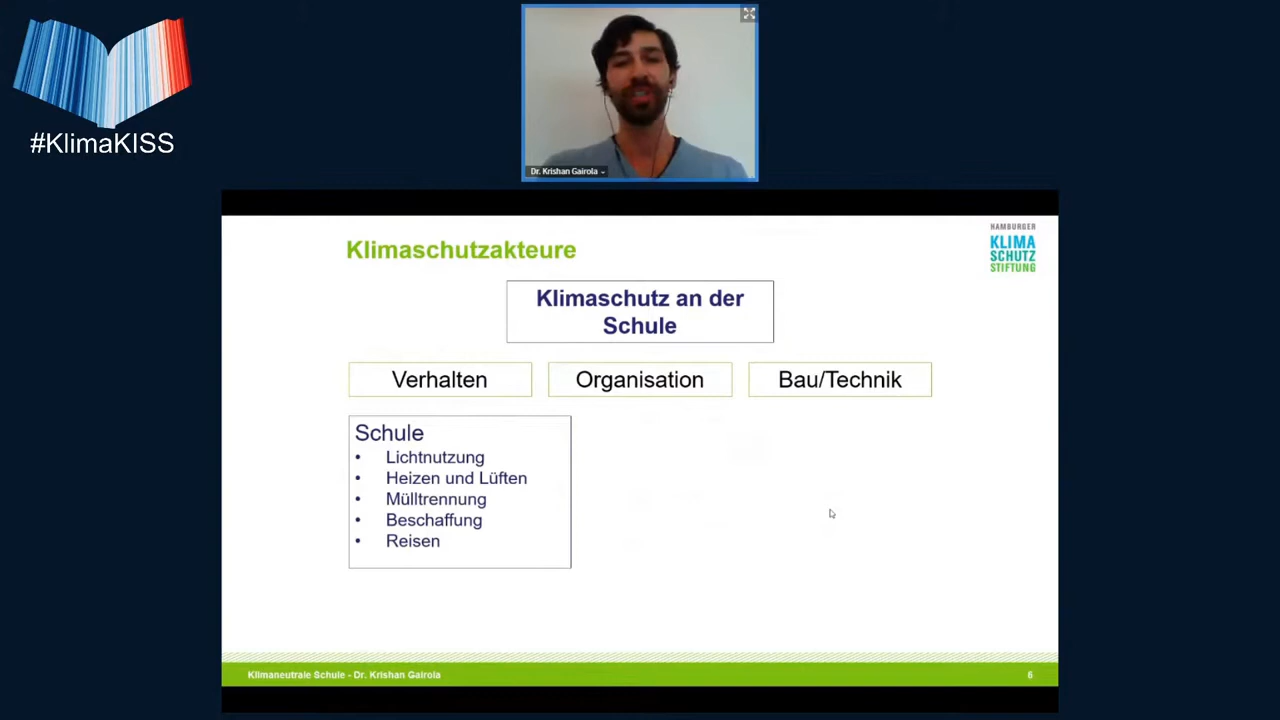 #KlimaKISS
Dr. Krishan Gairola
Klimaschutzakteure
HAMBURGER
KLIMA
SCHUTZ
STIFTUNG
Klimaschutz an der
Schule
Verhalten
Organisation
Bau/Technik
Schule
• Lichtnutzung
• Heizen und Lüften
• Mülltrennung
• Beschaffung
• Reisen
Klimaneutrale Schule - Dr. Krishan Gairola
6